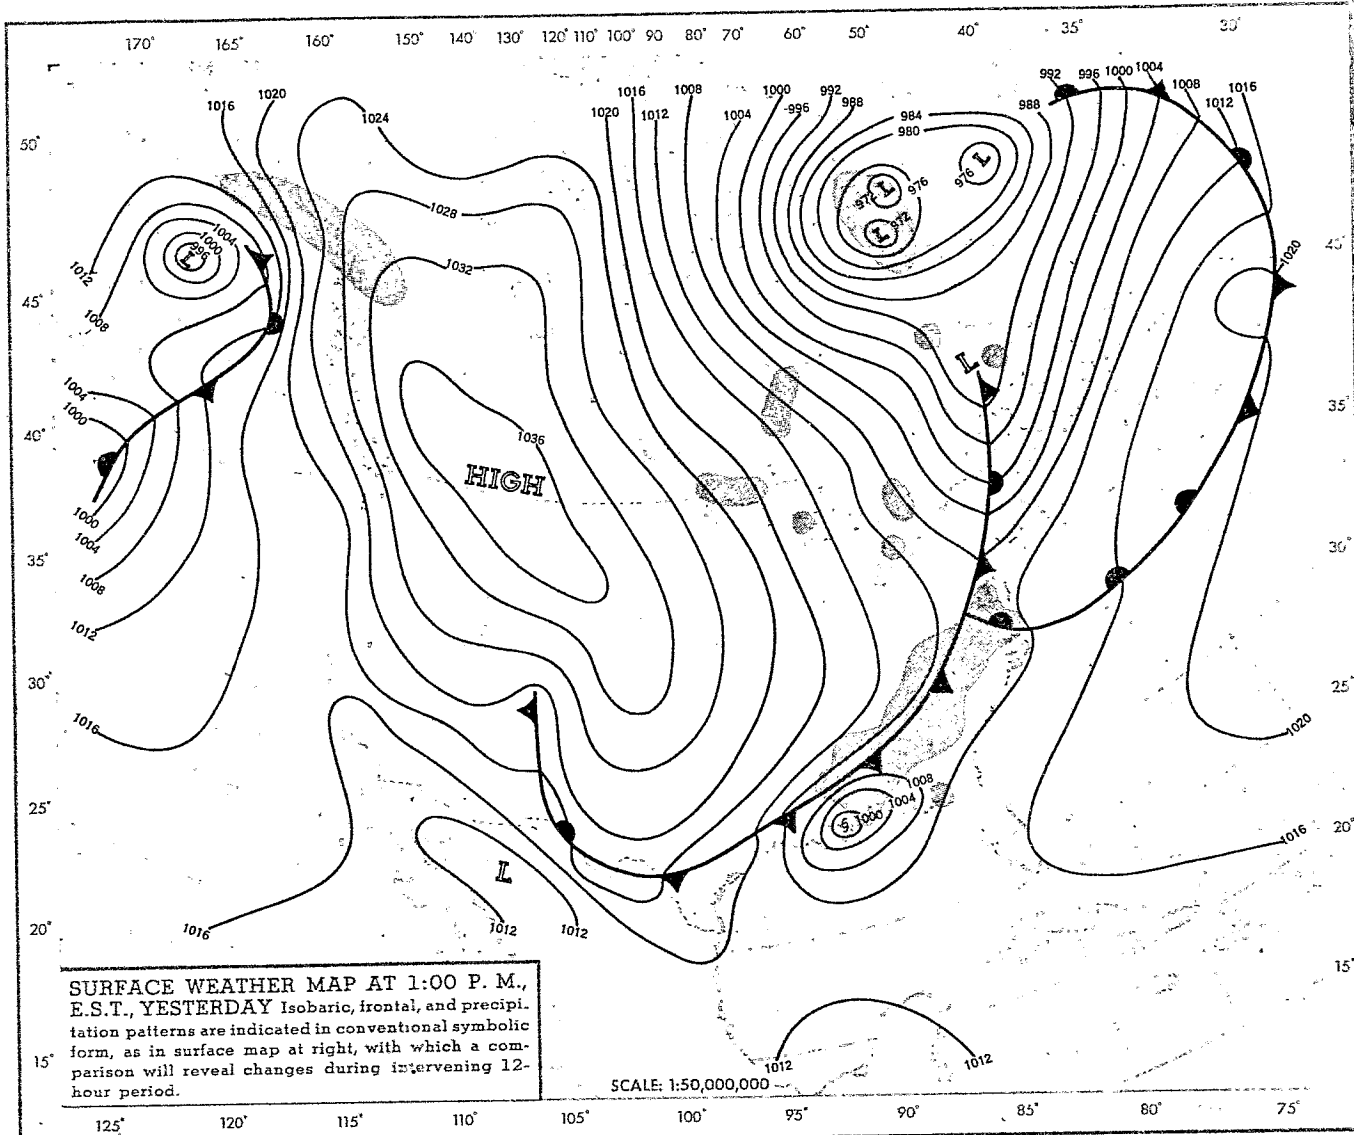 170° 165° 160° 150° 140° 130° 120° 110° 100° 90 80° 70° 60° 50° 40° 35° 30°
992 996 1000 1004
1016 1020 1016 1008 1000 992 988 1008 1016
1024 1020 1012 1004 -996 984 988 1012
980
50°
976 976
L L
976
1028 972
L
1004
1000
996
L
1012 1032 1020 40°
45°
1008
L
1004 35°
1000
40° 1036
HIGH
1000
1004 30°
35°
1008
1012
30° 25°
1016 1020
1008
25° 1004
1000 20°
S 1016
L
20° 1016 1012 1012
15°
SURFACE WEATHER MAP AT 1:00 P. M.,
E.S.T., YESTERDAY Isobaric, frontal, and precipi-
tation patterns are indicated in conventional symbolic
form, as in surface map at right, with which a com-
parison will reveal changes during intervening 12-
hour period.
15° 1012 1012
SCALE: 1:50,000,000
125° 120° 115° 110° 105° 100° 95° 90° 85° 80° 75°